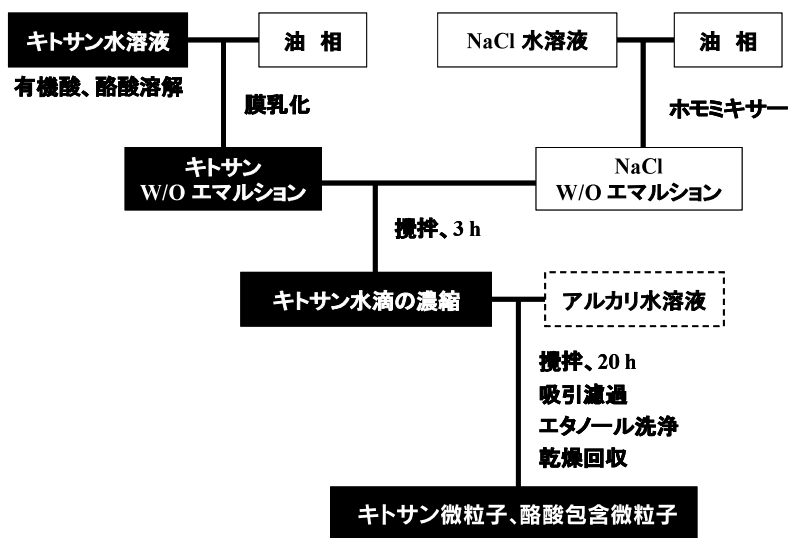 キトサン水溶液
油 相
NaCl 水溶液
油 相
有機酸、酪酸溶解
膜乳化
ホモミキサー
キトサン
W/O エマルション
NaCl
W/O エマルション
攪拌、3 h
キトサン水滴の濃縮
アルカリ水溶液
攪拌、20 h
吸引濾過
エタノール洗浄
乾燥回収
キトサン微粒子、酪酸包含微粒子